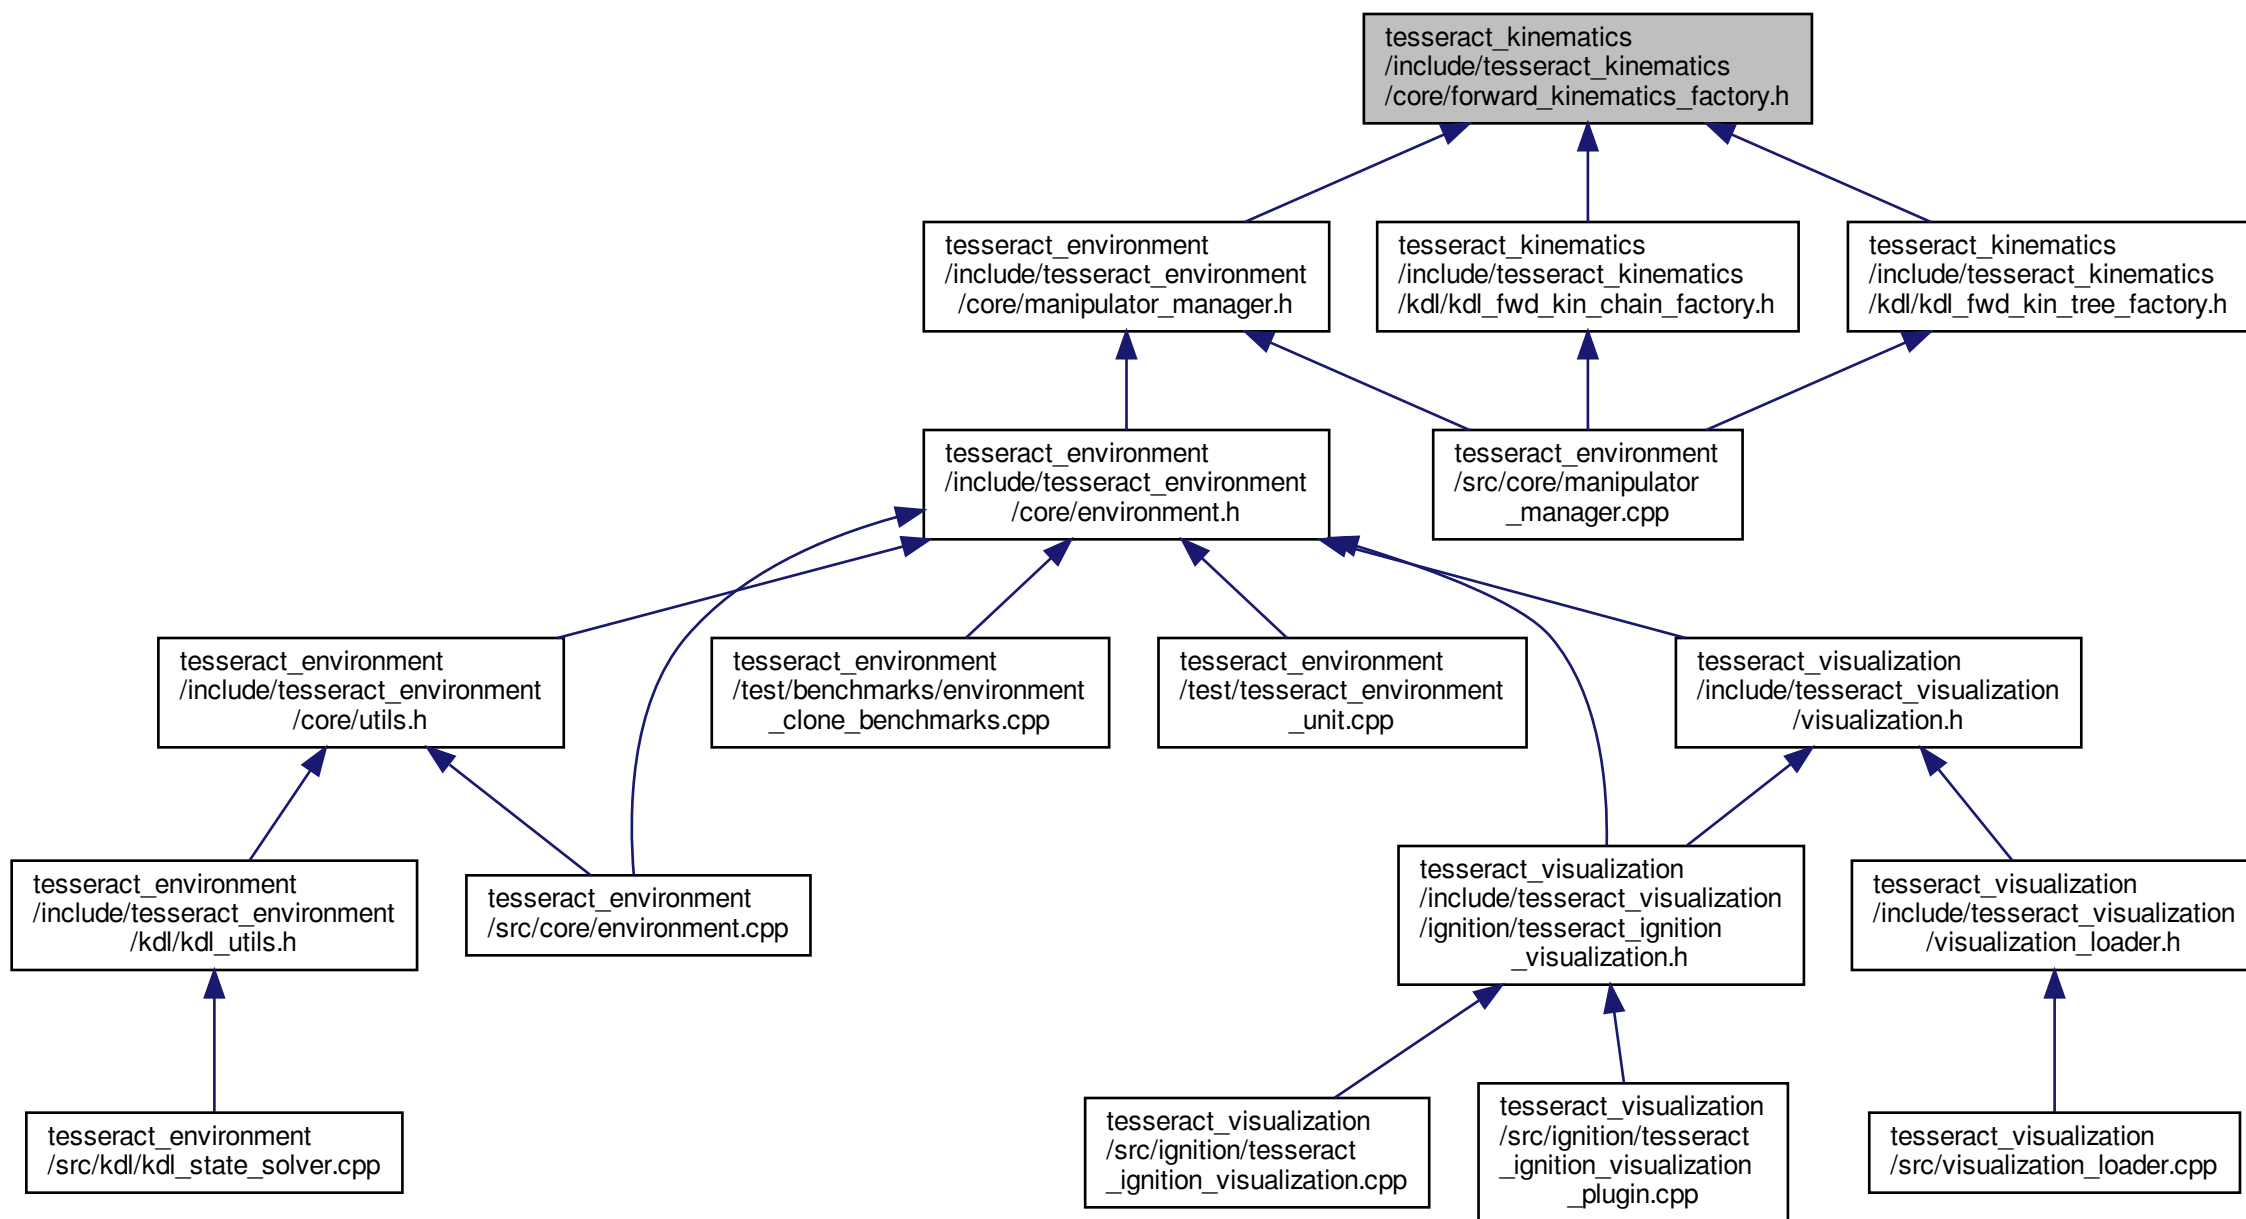 tesseract_kinematics
/include/tesseract_kinematics
/core/forward_kinematics_factory.h
tesseract_environment
/include/tesseract_environment
/core/manipulator_manager.h
tesseract_kinematics
/include/tesseract_kinematics
/kdl/kdl_fwd_kin_chain_factory.h
tesseract_kinematics
/include/tesseract_kinematics
/kdl/kdl_fwd_kin_tree_factory.h
tesseract_environment
/include/tesseract_environment
/core/environment.h
tesseract_environment
/src/core/manipulator
_manager.cpp
tesseract_environment
/include/tesseract_environment
/core/utils.h
tesseract_environment
/test/benchmarks/environment
_clone_benchmarks.cpp
tesseract_environment
/test/tesseract_environment
_unit.cpp
tesseract_visualization
/include/tesseract_visualization
/visualization.h
tesseract_environment
/include/tesseract_environment
/kdl/kdl_utils.h
tesseract_environment
/src/core/environment.cpp
tesseract_visualization
/include/tesseract_visualization
/ignition/tesseract_ignition
_visualization.h
tesseract_visualization
/include/tesseract_visualization
/visualization_loader.h
tesseract_environment
/src/kdl/kdl_state_solver.cpp
tesseract_visualization
/src/ignition/tesseract
_ignition_visualization.cpp
tesseract_visualization
/src/ignition/tesseract
_ignition_visualization
_plugin.cpp
tesseract_visualization
/src/visualization_loader.cpp